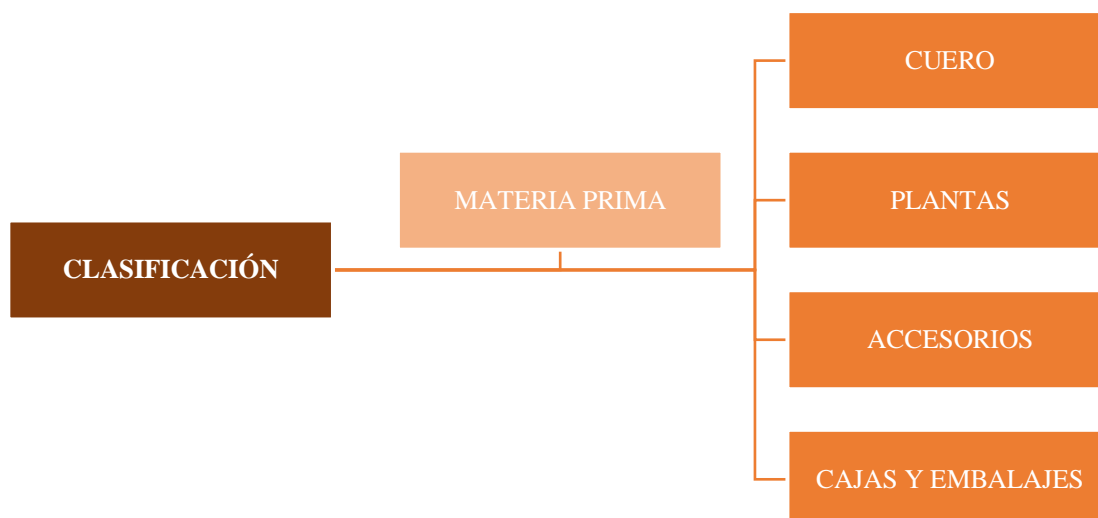 CLASIFICACIÓN
MATERIA PRIMA
CUERO
PLANTAS
ACCESORIOS
CAJAS Y EMBALAJES